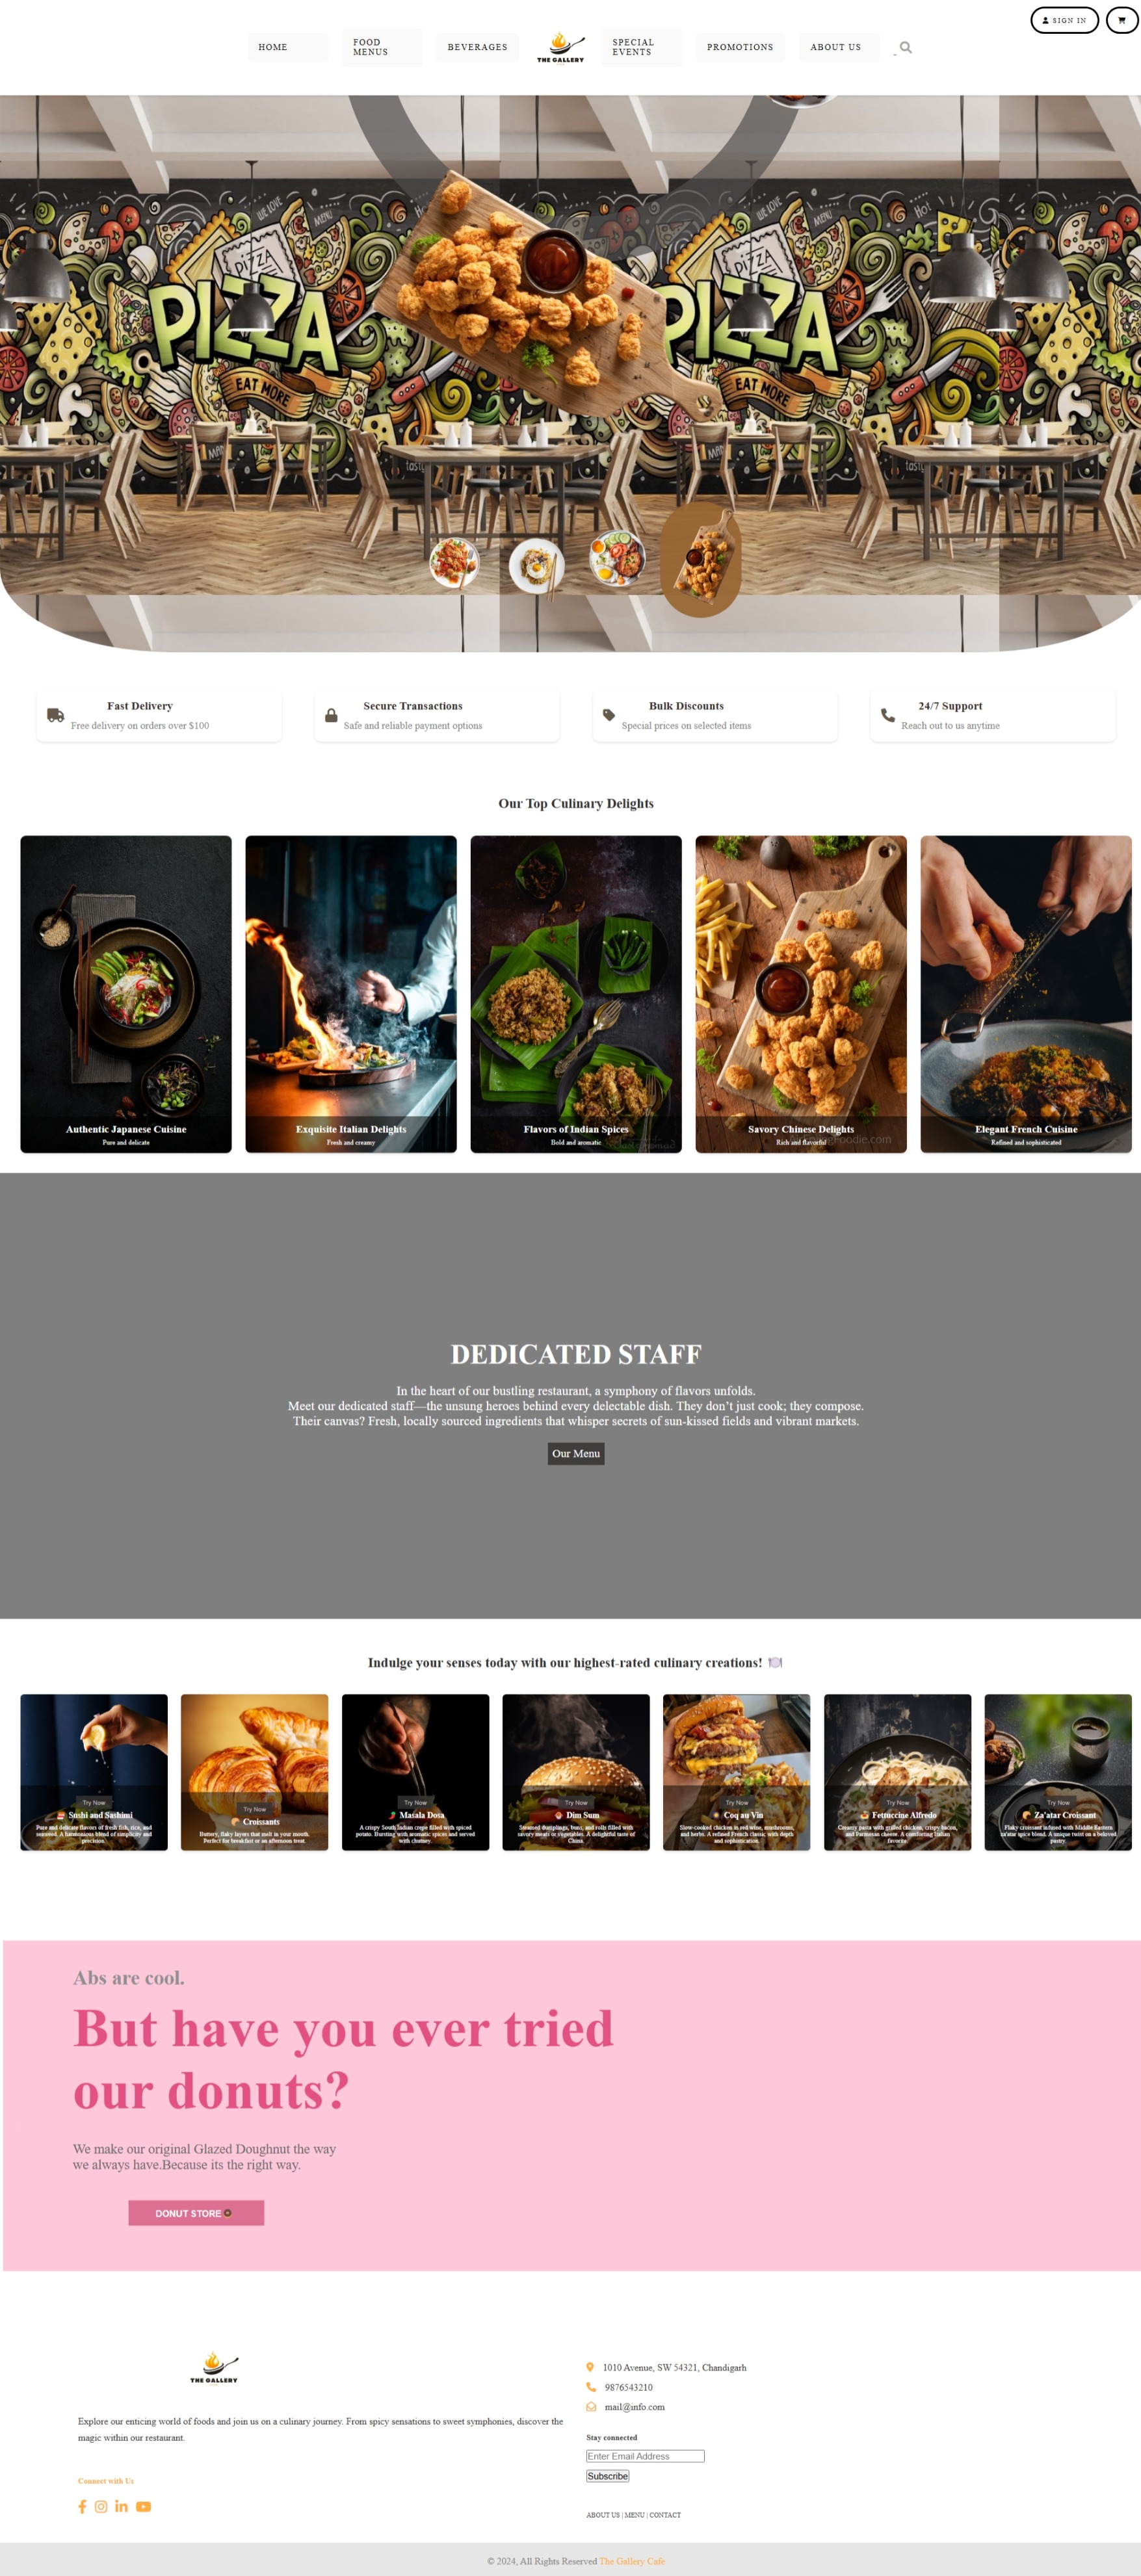 SIGN IN
HOME
FOOD
MENUS
BEVERAGES
THE GALLERY
SPECIAL
EVENTS
PROMOTIONS
ABOUT US
WE LOVE
MENU
PIZZA
PIZZA
EAT MORE
WE LOVE
MENU
Hot
PIZZA
PIZZA
EAT MORE
Fast Delivery
Free delivery on orders over $100
Secure Transactions
Safe and reliable payment options
Bulk Discounts
Special prices on selected items
24/7 Support
Reach out to us anytime
Our Top Culinary Delights
Authentic Japanese Cuisine
Pure and delicate
Exquisite Italian Delights
Fresh and creamy
Flavors of Indian Spices
Bold and aromatic
Savory Chinese Delights
Rich and flavorful
Elegant French Cuisine
Refined and sophisticated
DEDICATED STAFF
In the heart of our bustling restaurant, a symphony of flavors unfolds.
Meet our dedicated staff—the unsung heroes behind every delectable dish. They don’t just cook; they compose.
Their canvas? Fresh, locally sourced ingredients that whisper secrets of sun-kissed fields and vibrant markets.
Our Menu
Indulge your senses today with our highest-rated culinary creations! 🍽️
Try Now
Sushi and Sashimi
Pure and delicate flavors of fresh fish, rice, and
seaweed. A harmonious blend of simplicity and
precision.
Try Now
Croissants
Buttery, flaky layers that melt in your mouth.
Perfect for breakfast or an afternoon treat.
Try Now
Masala Dosa
A crispy South Indian crepe filled with spiced
potato. Bursting with aromatic spices and served
with chutney.
Try Now
Dim Sum
Steamed dumplings, buns, and rolls filled with
savory meats or vegetables. A delightful taste of
China.
Try Now
Coq au Vin
Slow-cooked chicken in red wine, mushrooms,
and herbs. A refined French classic with depth
and sophistication.
Try Now
Fettuccine Alfredo
Creamy pasta with grilled chicken, crispy bacon,
and Parmesan cheese. A comforting Italian
favorite.
Try Now
Za'atar Croissant
Flaky croissant infused with Middle Eastern
za'atar spice blend. A unique twist on a beloved
pastry.
Abs are cool.
But have you ever tried
our donuts?
We make our original Glazed Doughnut the way
we always have.Because its the right way.
DONUT STORE 🍩
THE GALLERY
Explore our enticing world of foods and join us on a culinary journey. From spicy sensations to sweet symphonies, discover the
magic within our restaurant.
Connect with Us
1010 Avenue, SW 54321, Chandigarh
9876543210
mail@info.com
Stay connected
Enter Email Address
Subscribe
ABOUT US | MENU | CONTACT
© 2024, All Rights Reserved The Gallery Cafe